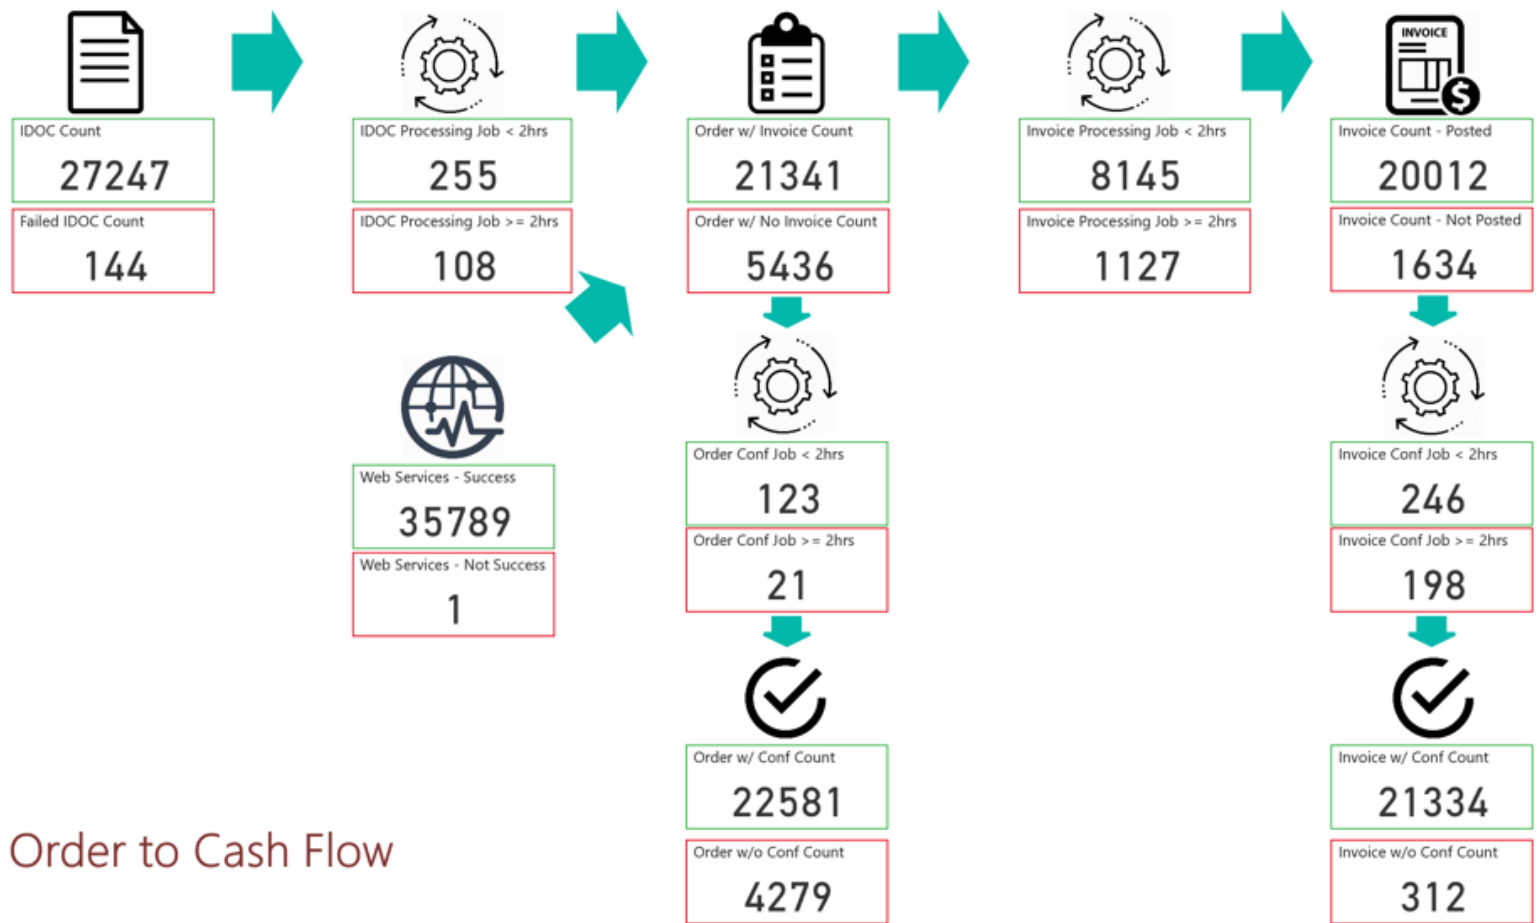 INVOICE
$
IDOC Count
27247
Failed IDOC Count
144
IDOC Processing Job < 2hrs
255
IDOC Processing Job >= 2hrs
108
Web Services - Success
35789
Web Services - Not Success
1
Order w/ Invoice Count
21341
Order w/ No Invoice Count
5436
Order Conf Job < 2hrs
123
Order Conf Job >= 2hrs
21
Order w/ Conf Count
22581
Order w/o Conf Count
4279
Invoice Processing Job < 2hrs
8145
Invoice Processing Job >= 2hrs
1127
Invoice Count - Posted
20012
Invoice Count - Not Posted
1634
Invoice Conf Job < 2hrs
246
Invoice Conf Job >= 2hrs
198
Invoice w/ Conf Count
21334
Invoice w/o Conf Count
312
Order to Cash Flow